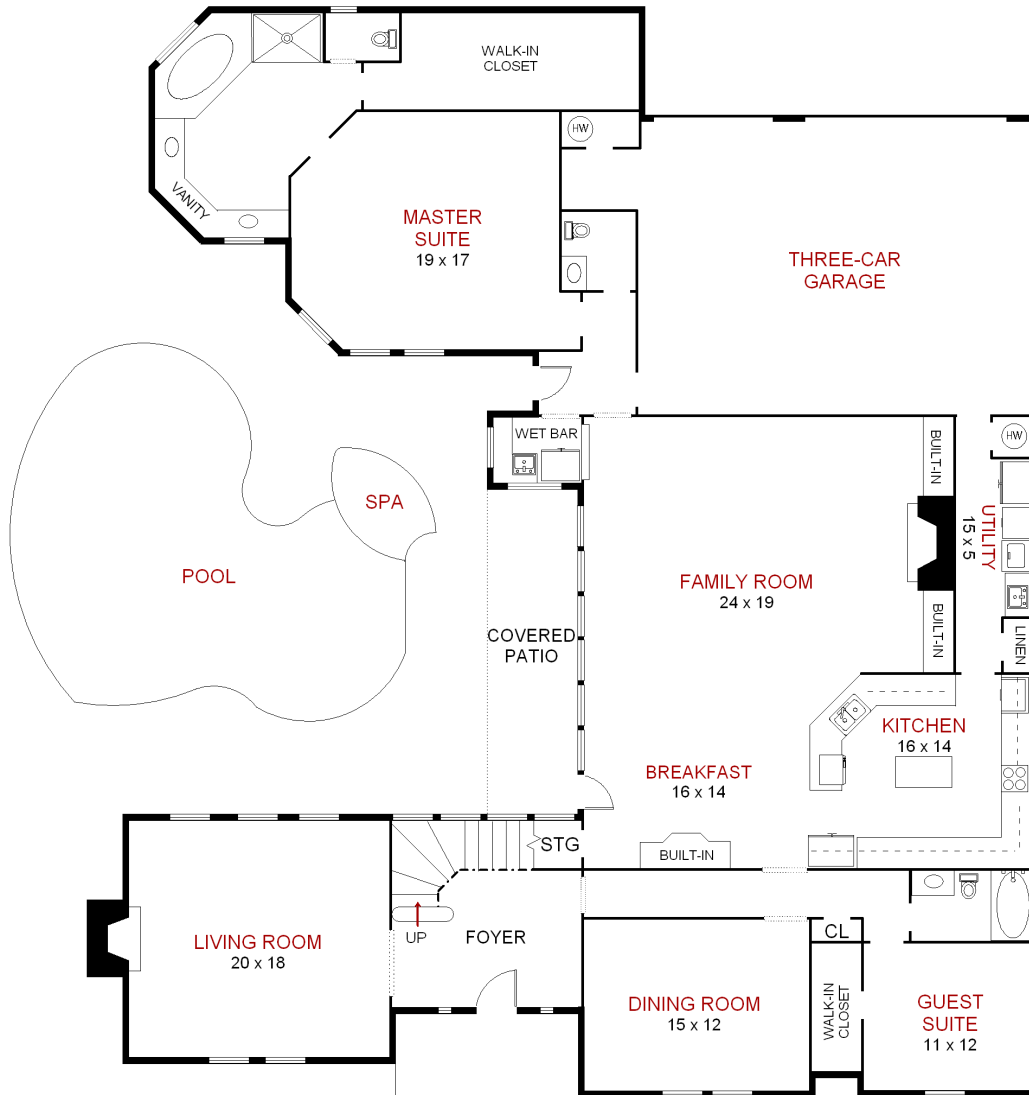 WALK-IN
CLOSET
HW
VANITY
MASTER
SUITE
19 x 17
THREE-CAR
GARAGE
WET BAR
BUILT-IN
HW
SPA
UTILITY
15 x 5
POOL
FAMILY ROOM
24 x 19
COVERED
PATIO
BUILT-IN
LINEN
KITCHEN
16 x 14
BREAKFAST
16 x 14
STG
BUILT-IN
UP
FOYER
LIVING ROOM
20 x 18
CL
DINING ROOM
15 x 12
WALK-IN
CLOSET
GUEST
SUITE
11 x 12